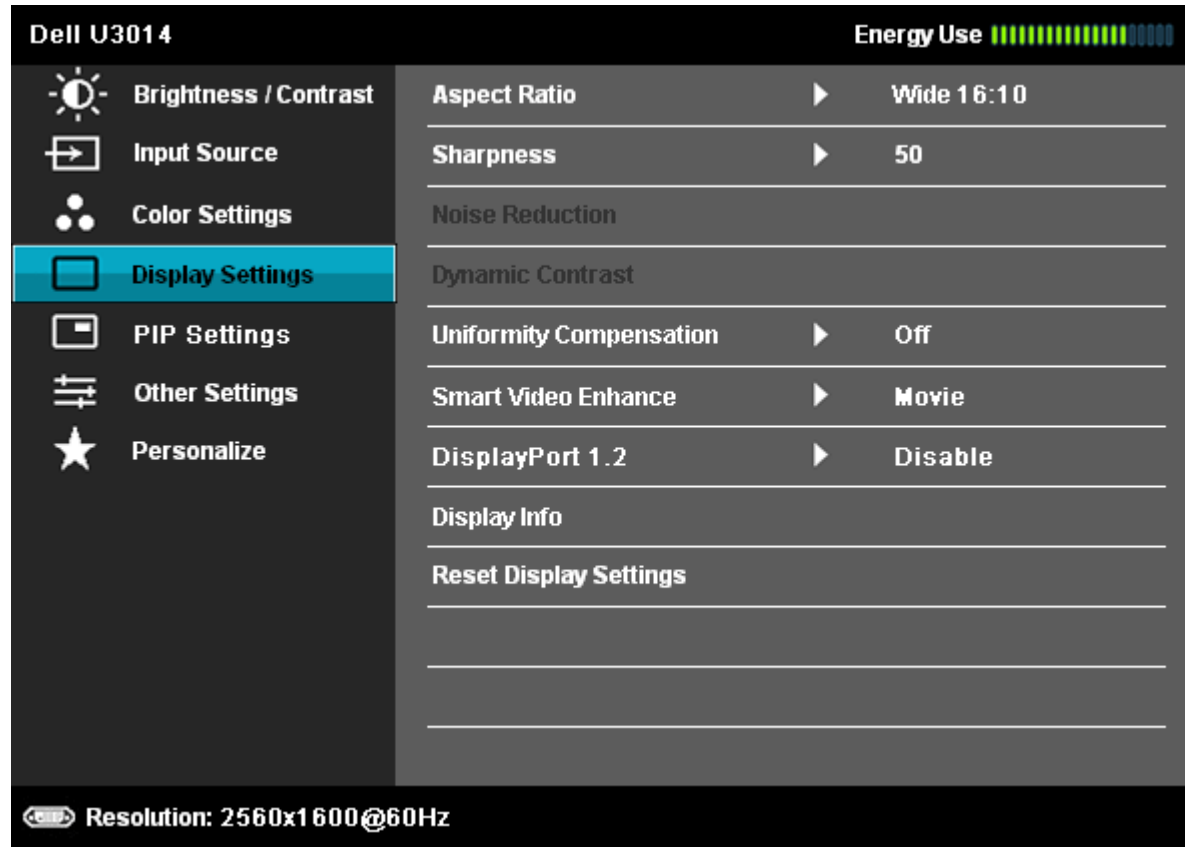 Dell U3014
Energy Use
Brightness / Contrast
Input Source
Color Settings
Display Settings
PIP Settings
Other Settings
Personalize
Aspect Ratio Wide 16:10
Sharpness 50
Noise Reduction
Dynamic Contrast
Uniformity Compensation Off
Smart Video Enhance Movie
DisplayPort 1.2 Disable
Display Info
Reset Display Settings
Resolution: 2560x1600@60Hz